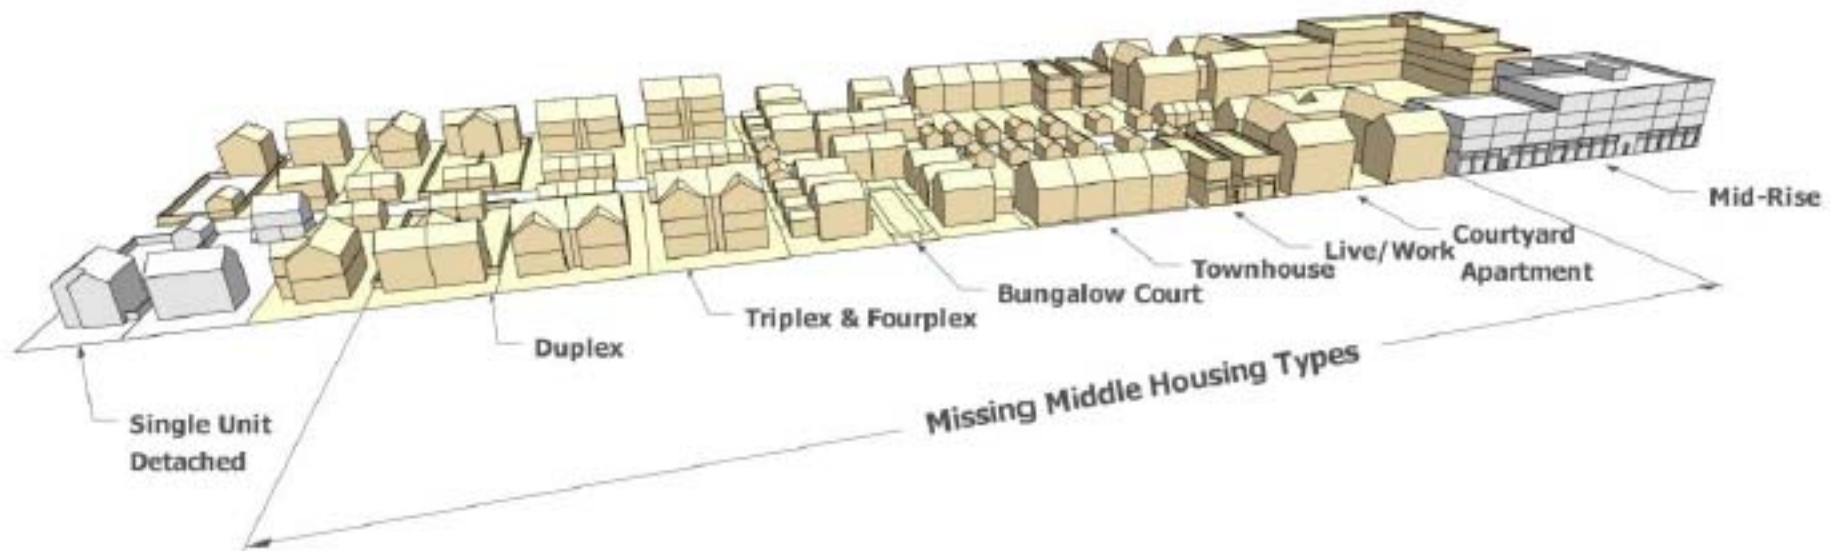 Single Unit
Detached
Duplex
Triplex & Fourplex
Bungalow Court
Townhouse
Live/Work
Courtyard
Apartment
Mid-Rise
Missing Middle Housing Types